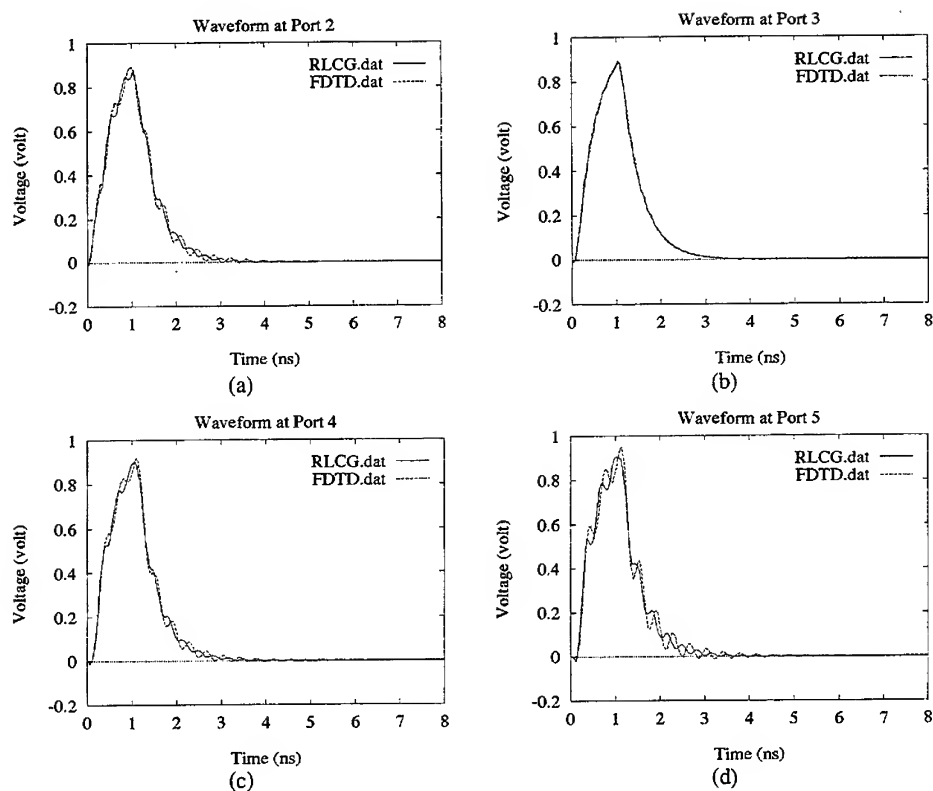 Waveform at Port 2
1
0.8
0.6
0.4
0.2
0
-0.2
Voltage (volt)
RLCG.dat
FDTD.dat
0 1 2 3 4 5 6 7 8
Time (ns)
(a)
Waveform at Port 3
1
0.8
0.6
0.4
0.2
0
-0.2
Voltage (volt)
RLCG.dat
FDTD.dat
0 1 2 3 4 5 6 7 8
Time (ns)
(b)
Waveform at Port 4
1
0.8
0.6
0.4
0.2
0
-0.2
Voltage (volt)
RLCG.dat
FDTD.dat
0 1 2 3 4 5 6 7 8
Time (ns)
(c)
Waveform at Port 5
1
0.8
0.6
0.4
0.2
0
-0.2
Voltage (volt)
RLCG.dat
FDTD.dat
0 1 2 3 4 5 6 7 8
Time (ns)
(d)